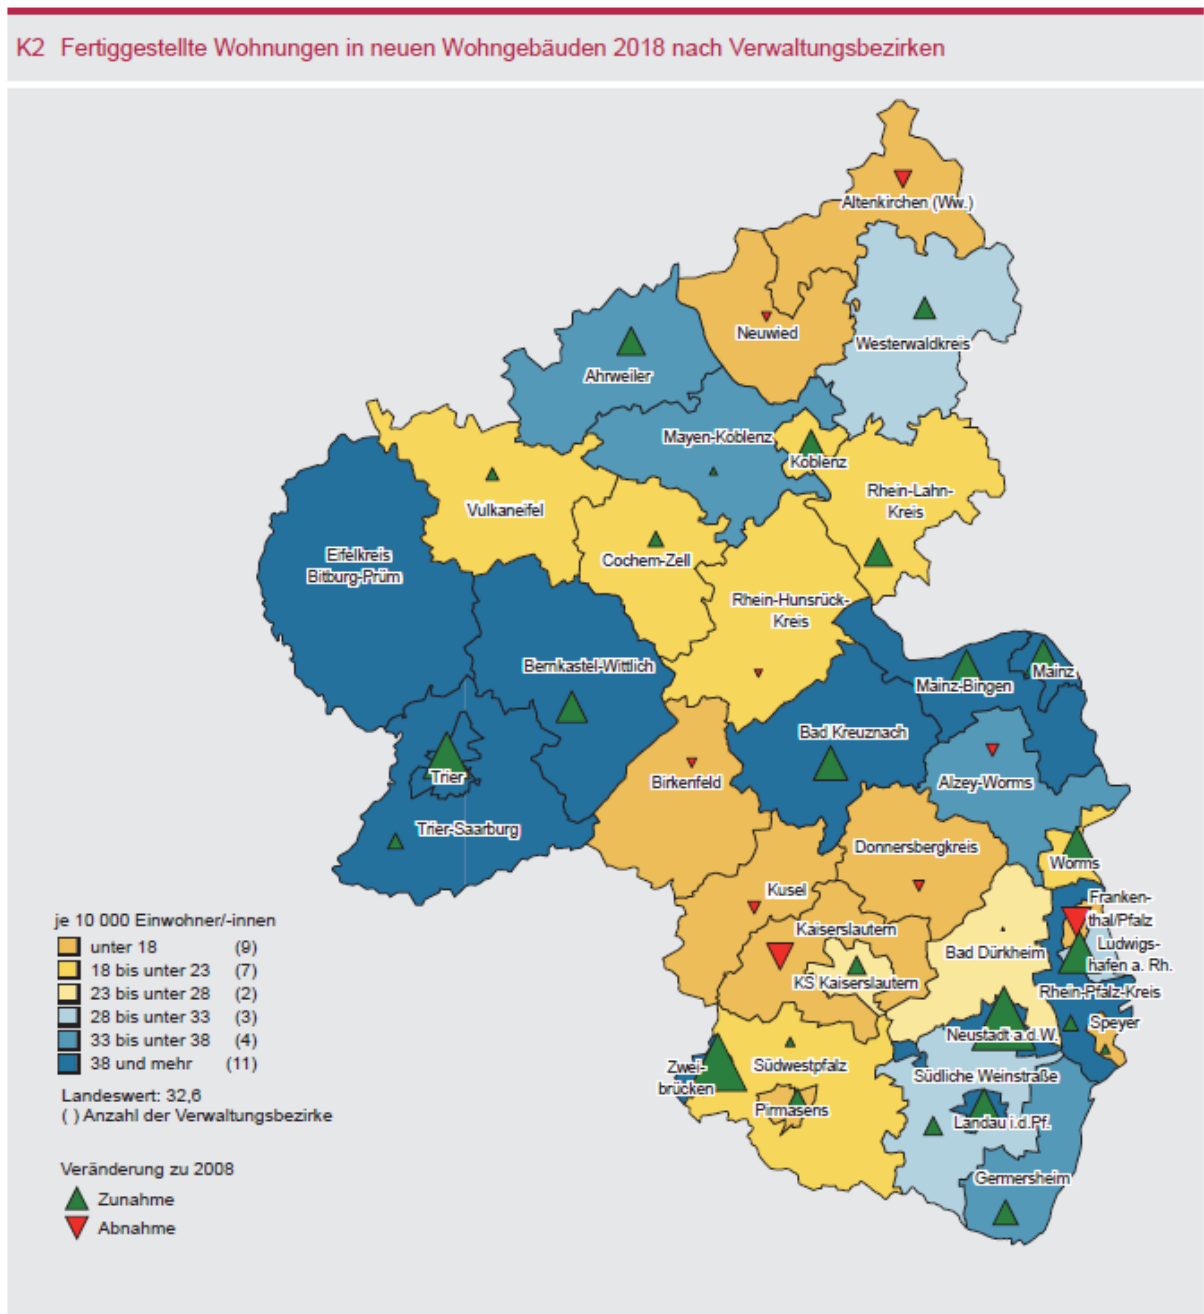 K2 Fertiggestellte Wohnungen in neuen Wohngebäuden 2018 nach Verwaltungsbezirken
Altenkirchen (Ww.)
Neuwied
Westerwaldkreis
Ahrweiler
Mayen-Koblenz
Koblenz
Rhein-Lahn-
Kreis
Vulkaneifel
Cochem-Zell
Eifelkreis
Bitburg-Prüm
Rhein-Hunsrück-
Kreis
Bernkastel-Wittlich
Mainz-Bingen
Mainz
Bad Kreuznach
Birkenfeld
Alzey-Worms
Trier
Trier-Saarburg
Donnersbergkreis
Worms
Kusel
Franken-
thal/Pfalz
Kaiserslautern
Ludwigs-
hafen a. Rh.
Bad Dürkheim
KS Kaiserslautern
Rhein-Pfalz-Kreis
Speyer
Neustadt a.d.W.
Zwei-
brücken
Südwestpfalz
Südliche Weinstraße
Pirmasens
Landau i.d.Pf.
Germersheim
je 10 000 Einwohner/-innen
unter 18 (9)
18 bis unter 23 (7)
23 bis unter 28 (2)
28 bis unter 33 (3)
33 bis unter 38 (4)
38 und mehr (11)
Landeswert: 32,6
( ) Anzahl der Verwaltungsbezirke
Veränderung zu 2008
Zunahme
Abnahme